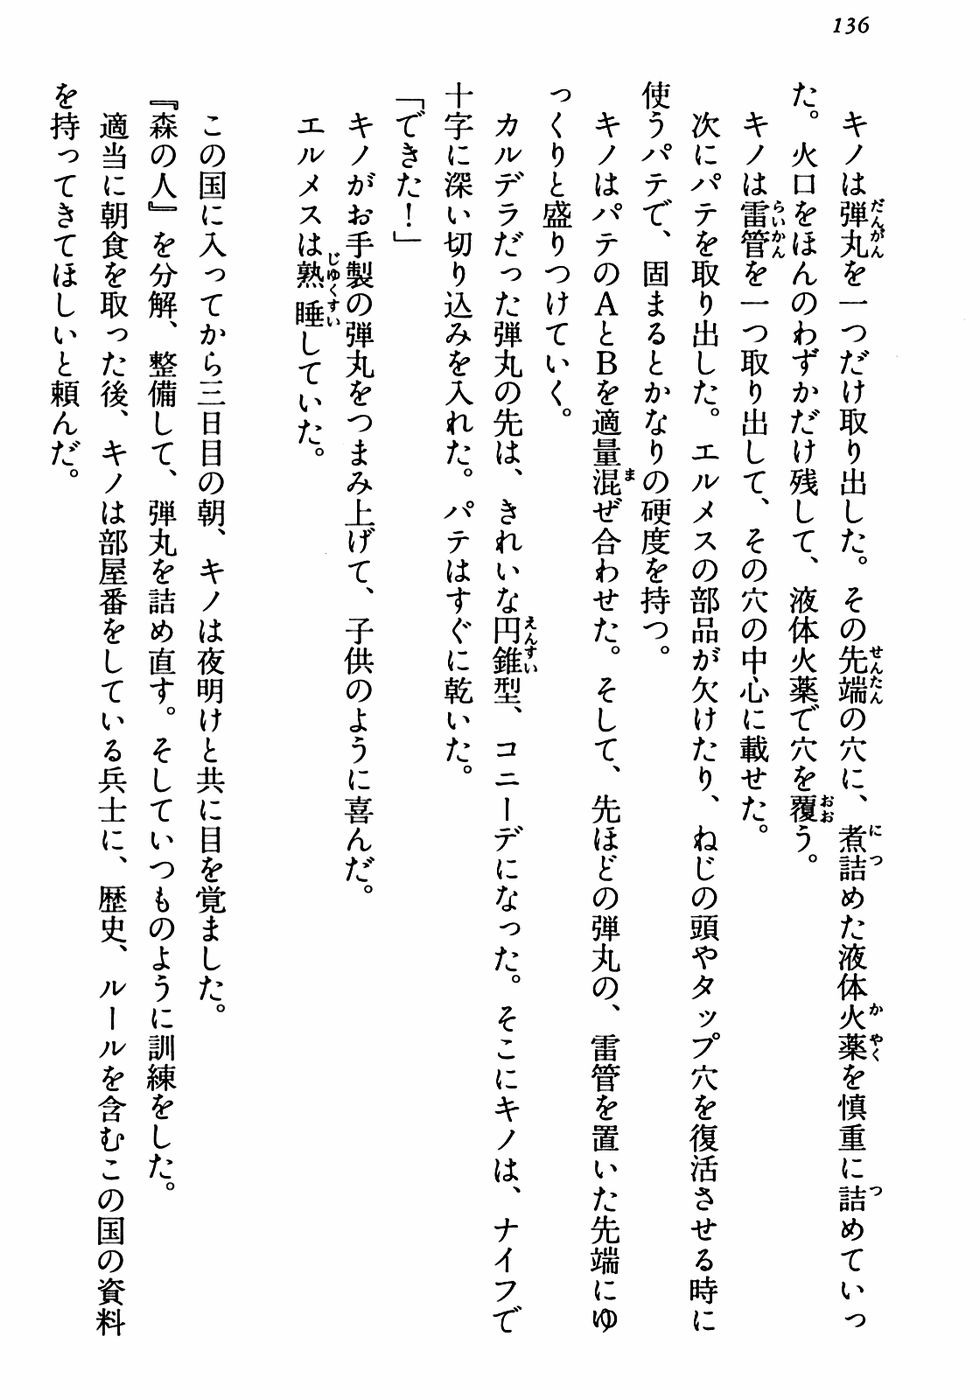 136
キノは弾丸を一つだけ取り出した。その先端の穴に、煮詰めた液体火薬を慎重に詰めていっ
た。火口をほんのわずかだけ残して、液体火薬で穴を覆う。
キノは雷管を一つ取り出して、その穴の中心に載せた。
次にパテを取り出した。エルメスの部品が欠けたり、ねじの頭やタップ穴を復活させる時に
使うパテで、固まるとかなりの硬度を持つ。
キノはパテのAとBを適量混ぜ合わせた。そして、先ほどの弾丸の、雷管を置いた先端にゆ
っくりと盛りつけていく。
カルデラだった弾丸の先は、きれいな円錐型、コニーデになった。そこにキノは、ナイフで
十字に深い切り込みを入れた。パテはすぐに乾いた。
「できた！」
キノがお手製の弾丸をつまみ上げて、子供のように喜んだ。
エルメスは熟睡していた。
この国に入ってから三日目の朝、キノは夜明けと共に目を覚ました。
『森の人』を分解、整備して、弾丸を詰め直す。そしていつものように訓練をした。
適当に朝食を取った後、キノは部屋番をしている兵士に、歴史、ルールを含むこの国の資料
を持ってきてほしいと頼んだ。